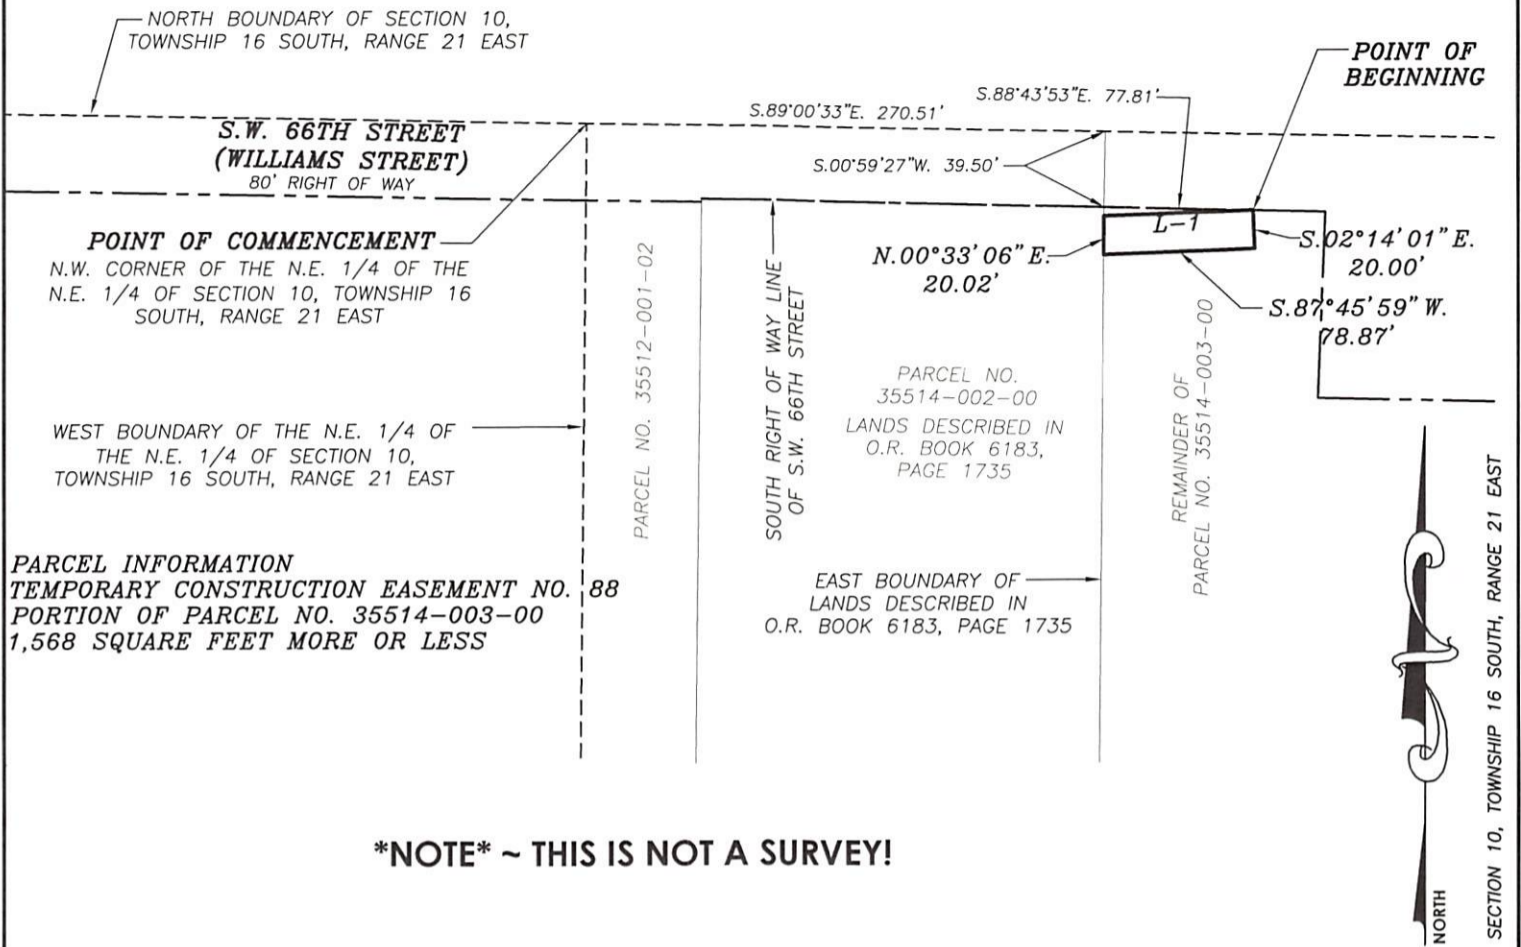 NORTH BOUNDARY OF SECTION 10,
TOWNSHIP 16 SOUTH, RANGE 21 EAST
POINT OF
BEGINNING
S.88°43'53"E. 77.81'
S.89°00'33"E. 270.51'
S.W. 66TH STREET
(WILLIAMS STREET)
80' RIGHT OF WAY
S.00°59'27"W. 39.50'
L-1
POINT OF COMMENCEMENT
N.W. CORNER OF THE N.E. 1/4 OF THE
N.E. 1/4 OF SECTION 10, TOWNSHIP 16
SOUTH, RANGE 21 EAST
N.00°33'06"E.
20.02'
S.02°14'01"E.
20.00'
S.87°45'59"W.
78.87'
PARCEL NO. 35512-001-02
SOUTH RIGHT OF WAY LINE
OF S.W. 66TH STREET
PARCEL NO.
35514-002-00
LANDS DESCRIBED IN
O.R. BOOK 6183,
PAGE 1735
REMAINDER OF
PARCEL NO. 35514-003-00
WEST BOUNDARY OF THE N.E. 1/4 OF
THE N.E. 1/4 OF SECTION 10,
TOWNSHIP 16 SOUTH, RANGE 21 EAST
PARCEL INFORMATION
TEMPORARY CONSTRUCTION EASEMENT NO. 88
PORTION OF PARCEL NO. 35514-003-00
1,568 SQUARE FEET MORE OR LESS
EAST BOUNDARY OF
LANDS DESCRIBED IN
O.R. BOOK 6183, PAGE 1735
SECTION 10, TOWNSHIP 16 SOUTH, RANGE 21 EAST
NORTH
*NOTE* ~ THIS IS NOT A SURVEY!